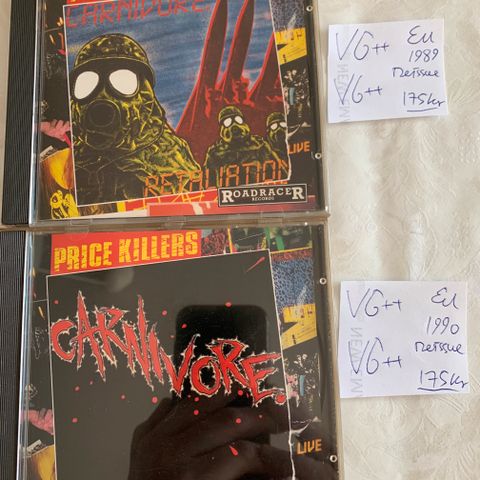 CARNIVORE.
LIVE
RETALIATION
ROADRACER
RECORDS
VG++ EU
1989
VG++ reissue
175kr
PRICE KILLERS
CARNIVORE.
LIVE
VG++ EU
1990
VG++ reissue
175kr